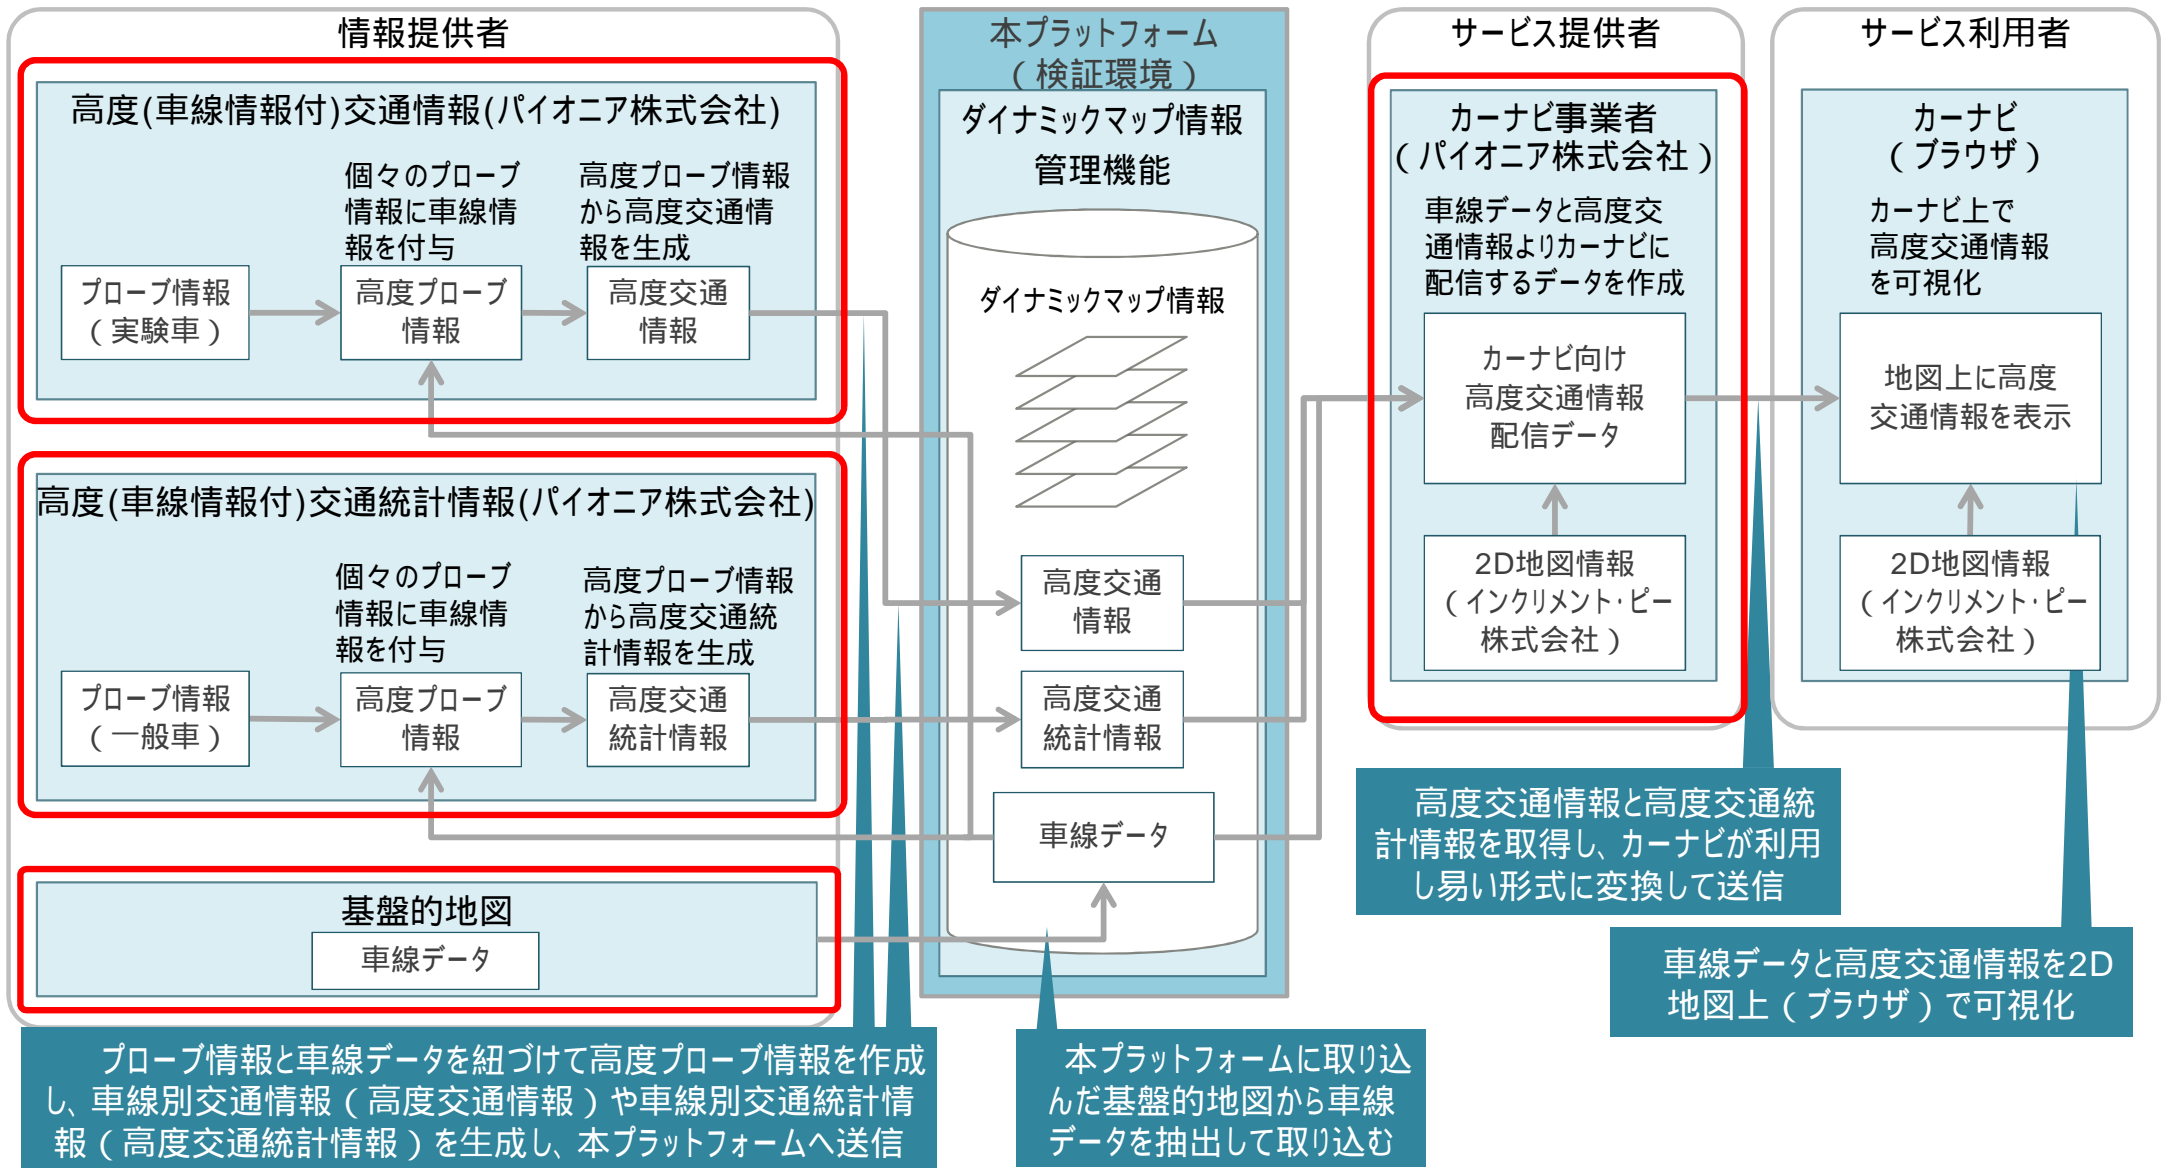 情報提供者
高度(車線情報付)交通情報(パイオニア株式会社)
個々のプローブ
情報に車線情
報を付与
高度プローブ情報
から高度交通情
報を生成
プローブ情報
(実験車)
高度プローブ
情報
高度交通
情報
高度(車線情報付)交通統計情報(パイオニア株式会社)
個々のプローブ
情報に車線情
報を付与
高度プローブ情報
から高度交通統
計情報を生成
プローブ情報
(一般車)
高度プローブ
情報
高度交通
統計情報
基盤的地図
車線データ
本プラットフォーム
(検証環境)
ダイナミックマップ情報
管理機能
ダイナミックマップ情報
高度交通
情報
高度交通
統計情報
車線データ
サービス提供者
カーナビ事業者
(パイオニア株式会社)
車線データと高度交
通情報よりカーナビに
配信するデータを作成
カーナビ向け
高度交通情報
配信データ
2D地図情報
(インクリメント・ピー
株式会社)
サービス利用者
カーナビ
(ブラウザ)
カーナビ上で
高度交通情報
を可視化
地図上に高度
交通情報を表示
2D地図情報
(インクリメント・ピー
株式会社)
高度交通情報と高度交通統
計情報を取得し、カーナビが利用
し易い形式に変換して送信
車線データと高度交通情報を2D
地図上(ブラウザ)で可視化
プローブ情報と車線データを紐づけて高度プローブ情報を作成
し、車線別交通情報(高度交通情報)や車線別交通統計情
報(高度交通統計情報)を生成し、本プラットフォームへ送信
本プラットフォームに取り込
んだ基盤的地図から車線
データを抽出して取り込む